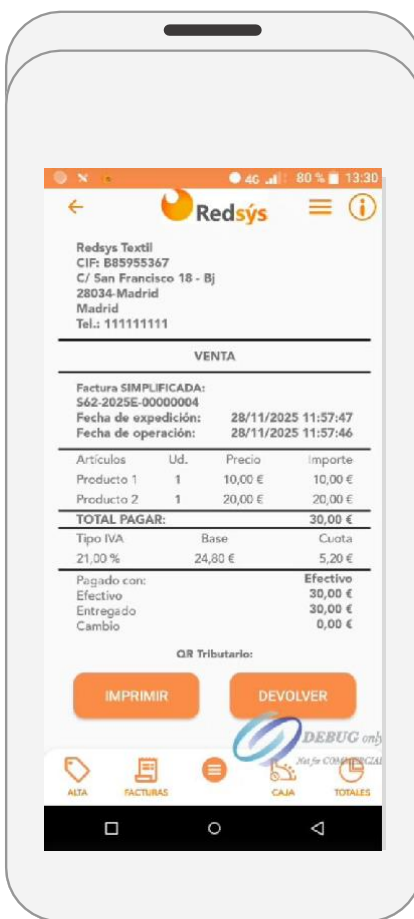 4G 80 % 13:30
Redsýs
Redsys Textil
CIF: B85955367
C/ San Francisco 18 - Bj
28034-Madrid
Madrid
Tel.: 111111111
VENTA
Factura SIMPLIFICADA:
S62-2025E-00000004
Fecha de expedición: 28/11/2025 11:57:47
Fecha de operación: 28/11/2025 11:57:46
Artículos Ud. Precio Importe
Producto 1 1 10,00 € 10,00 €
Producto 2 1 20,00 € 20,00 €
TOTAL PAGAR: 30,00 €
Tipo IVA Base Cuota
21,00 % 24,80 € 5,20 €
Pagado con: Efectivo
Efectivo 30,00 €
Entregado 30,00 €
Cambio 0,00 €
QR Tributario:
IMPRIMIR DEVOLVER
DEBUG only
Not for COMMERCIAL
ALTA FACTURAS CAJA TOTALES